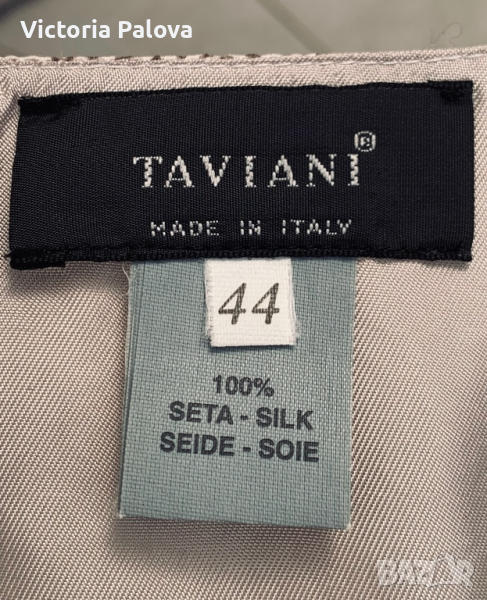 Victoria Palova
TAVIANI®
MADE IN ITALY
44
100%
SETA - SILK
SEIDE - SOIE
BAZAR